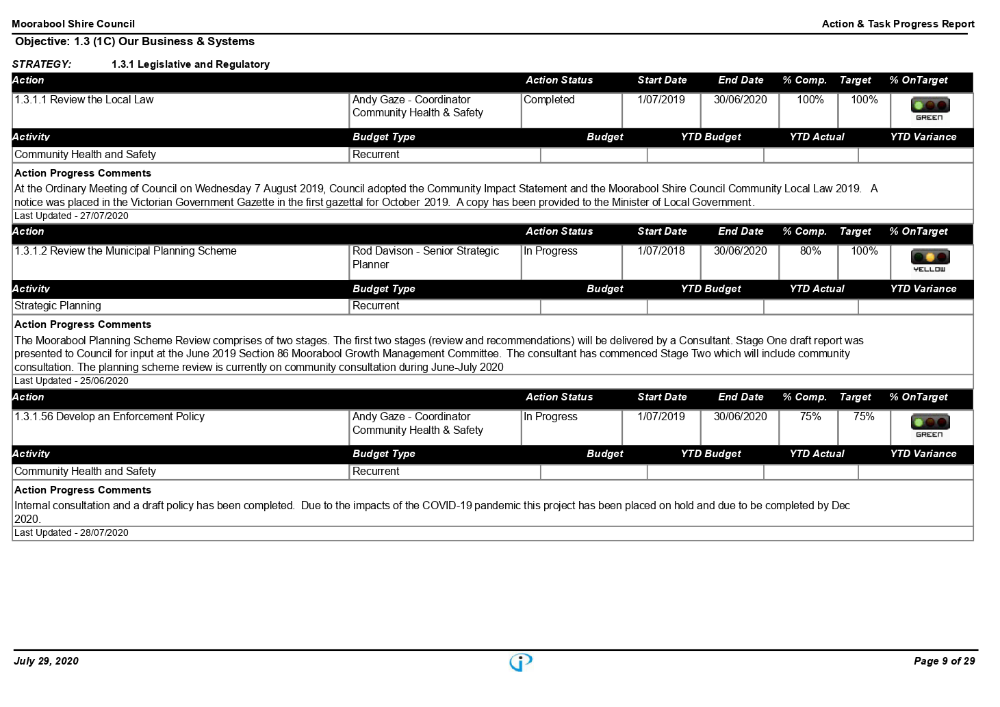 Moorabool Shire Council Action & Task Progress Report
Objective: 1.3 (1C) Our Business & Systems
STRATEGY: 1.3.1 Legislative and Regulatory
Action Action Status Start Date End Date % Comp. Target % OnTarget
1.3.1.1 Review the Local Law Andy Gaze - Coordinator Completed 1/07/2019 30/06/2020 100% 100%
Community Health & Safety
GREEN
Activity Budget Type Budget YTD Budget YTD Actual YTD Variance
Community Health and Safety Recurrent
Action Progress Comments
At the Ordinary Meeting of Council on Wednesday 7 August 2019, Council adopted the Community Impact Statement and the Moorabool Shire Council Community Local Law 2019. A
notice was placed in the Victorian Government Gazette in the first gazettal for October 2019. A copy has been provided to the Minister of Local Government.
Last Updated - 27/07/2020
Action Action Status Start Date End Date % Comp. Target % OnTarget
1.3.1.2 Review the Municipal Planning Scheme Rod Davison - Senior Strategic In Progress 1/07/2018 30/06/2020 80% 100%
Planner
YELLOW
Activity Budget Type Budget YTD Budget YTD Actual YTD Variance
Strategic Planning Recurrent
Action Progress Comments
The Moorabool Planning Scheme Review comprises of two stages. The first two stages (review and recommendations) will be delivered by a Consultant. Stage One draft report was
presented to Council for input at the June 2019 Section 86 Moorabool Growth Management Committee. The consultant has commenced Stage Two which will include community
consultation. The planning scheme review is currently on community consultation during June-July 2020
Last Updated - 25/06/2020
Action Action Status Start Date End Date % Comp. Target % OnTarget
1.3.1.56 Develop an Enforcement Policy Andy Gaze - Coordinator In Progress 1/07/2019 30/06/2020 75% 75%
Community Health & Safety
GREEN
Activity Budget Type Budget YTD Budget YTD Actual YTD Variance
Community Health and Safety Recurrent
Action Progress Comments
Internal consultation and a draft policy has been completed. Due to the impacts of the COVID-19 pandemic this project has been placed on hold and due to be completed by Dec
2020.
Last Updated - 28/07/2020
July 29, 2020 Page 9 of 29